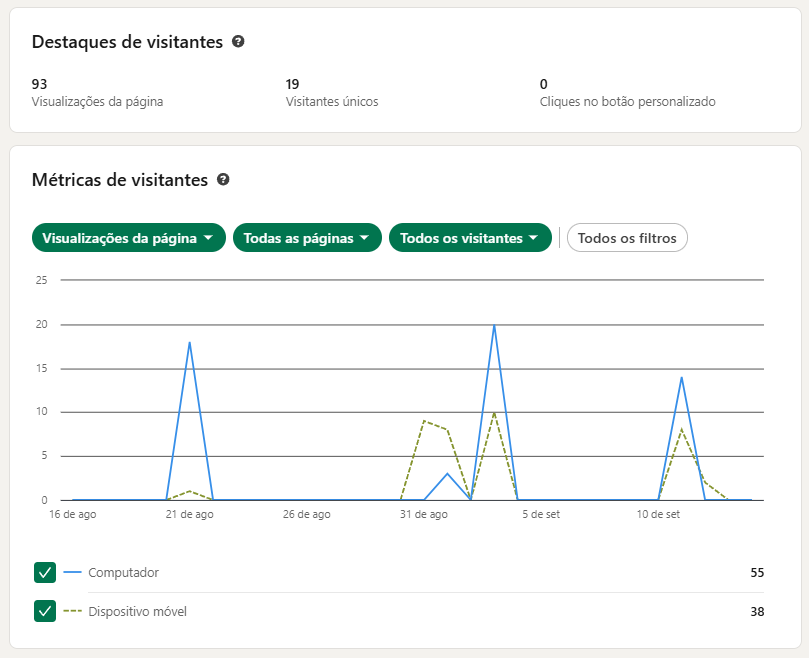 Destaques de visitantes
93
Visualizações da página
19
Visitantes únicos
0
Cliques no botão personalizado
Métricas de visitantes
Visualizações da página
Todas as páginas
Todos os visitantes
Todos os filtros
25
20
15
10
5
0
16 de ago
21 de ago
26 de ago
31 de ago
5 de set
10 de set
Computador
55
Dispositivo móvel
38